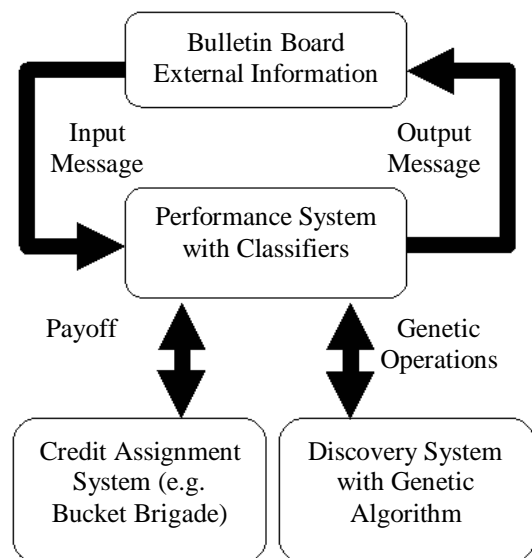 Bulletin Board
External Information
Input
Message
Output
Message
Performance System
with Classifiers
Payoff
Genetic
Operations
Credit Assignment
System (e.g.
Bucket Brigade)
Discovery System
with Genetic
Algorithm